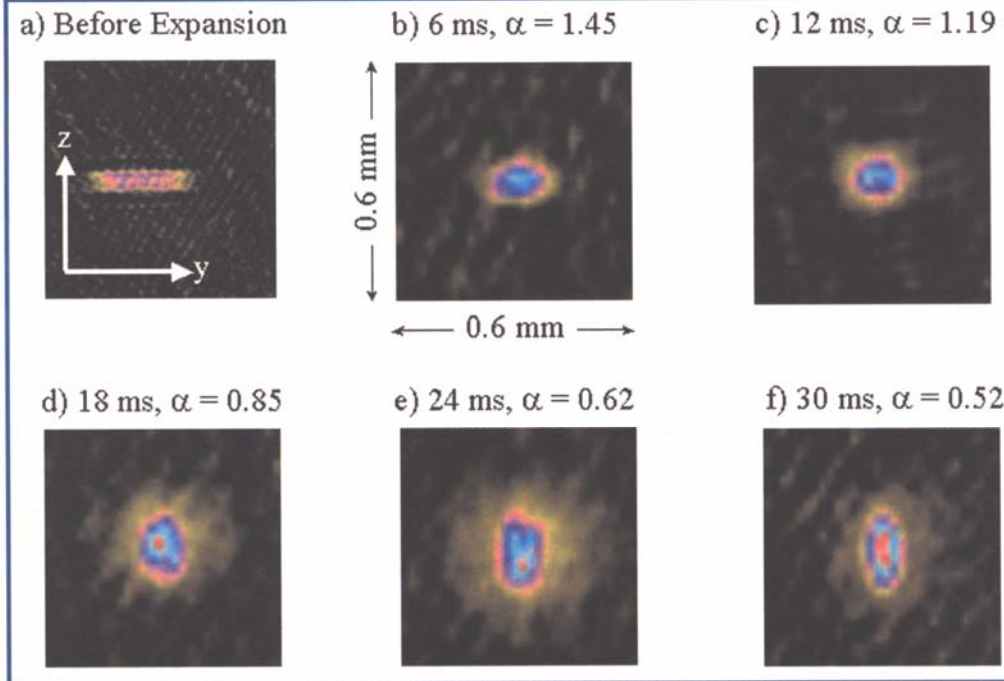 a) Before Expansion
b) 6 ms, α = 1.45
c) 12 ms, α = 1.19
z
y
0.6 mm
0.6 mm
d) 18 ms, α = 0.85
e) 24 ms, α = 0.62
f) 30 ms, α = 0.52